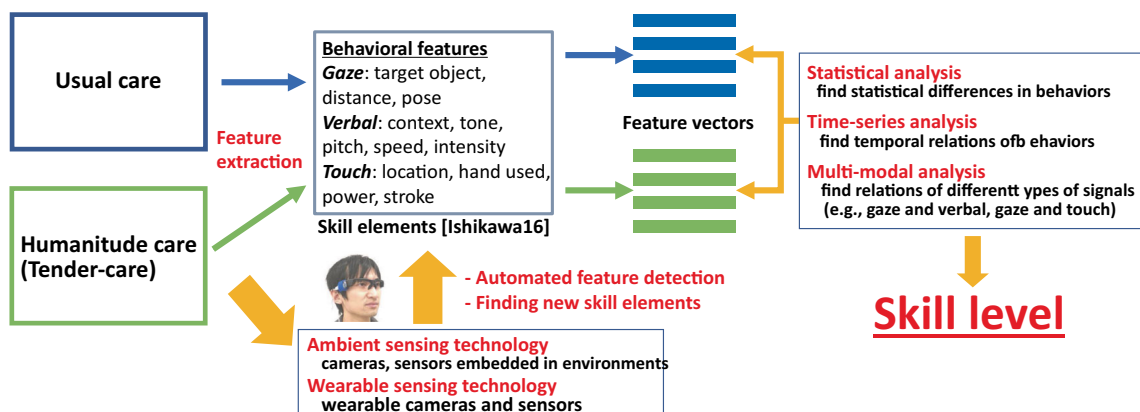 Usual care
Humanitude care
(Tender-care)
Feature
extraction
Behavioral features
Gaze: target object,
distance, pose
Verbal: context, tone,
pitch, speed, intensity
Touch: location, hand used,
power, stroke
Skill elements [Ishikawa16]
- Automated feature detection
- Finding new skill elements
Ambient sensing technology
cameras, sensors embedded in environments
Wearable sensing technology
wearable cameras and sensors
Feature vectors
Statistical analysis
find statistical differences in behaviors
Time-series analysis
find temporal relations ofb ehaviors
Multi-modal analysis
find relations of differentt types of signals
(e.g., gaze and verbal, gaze and touch)
Skill level